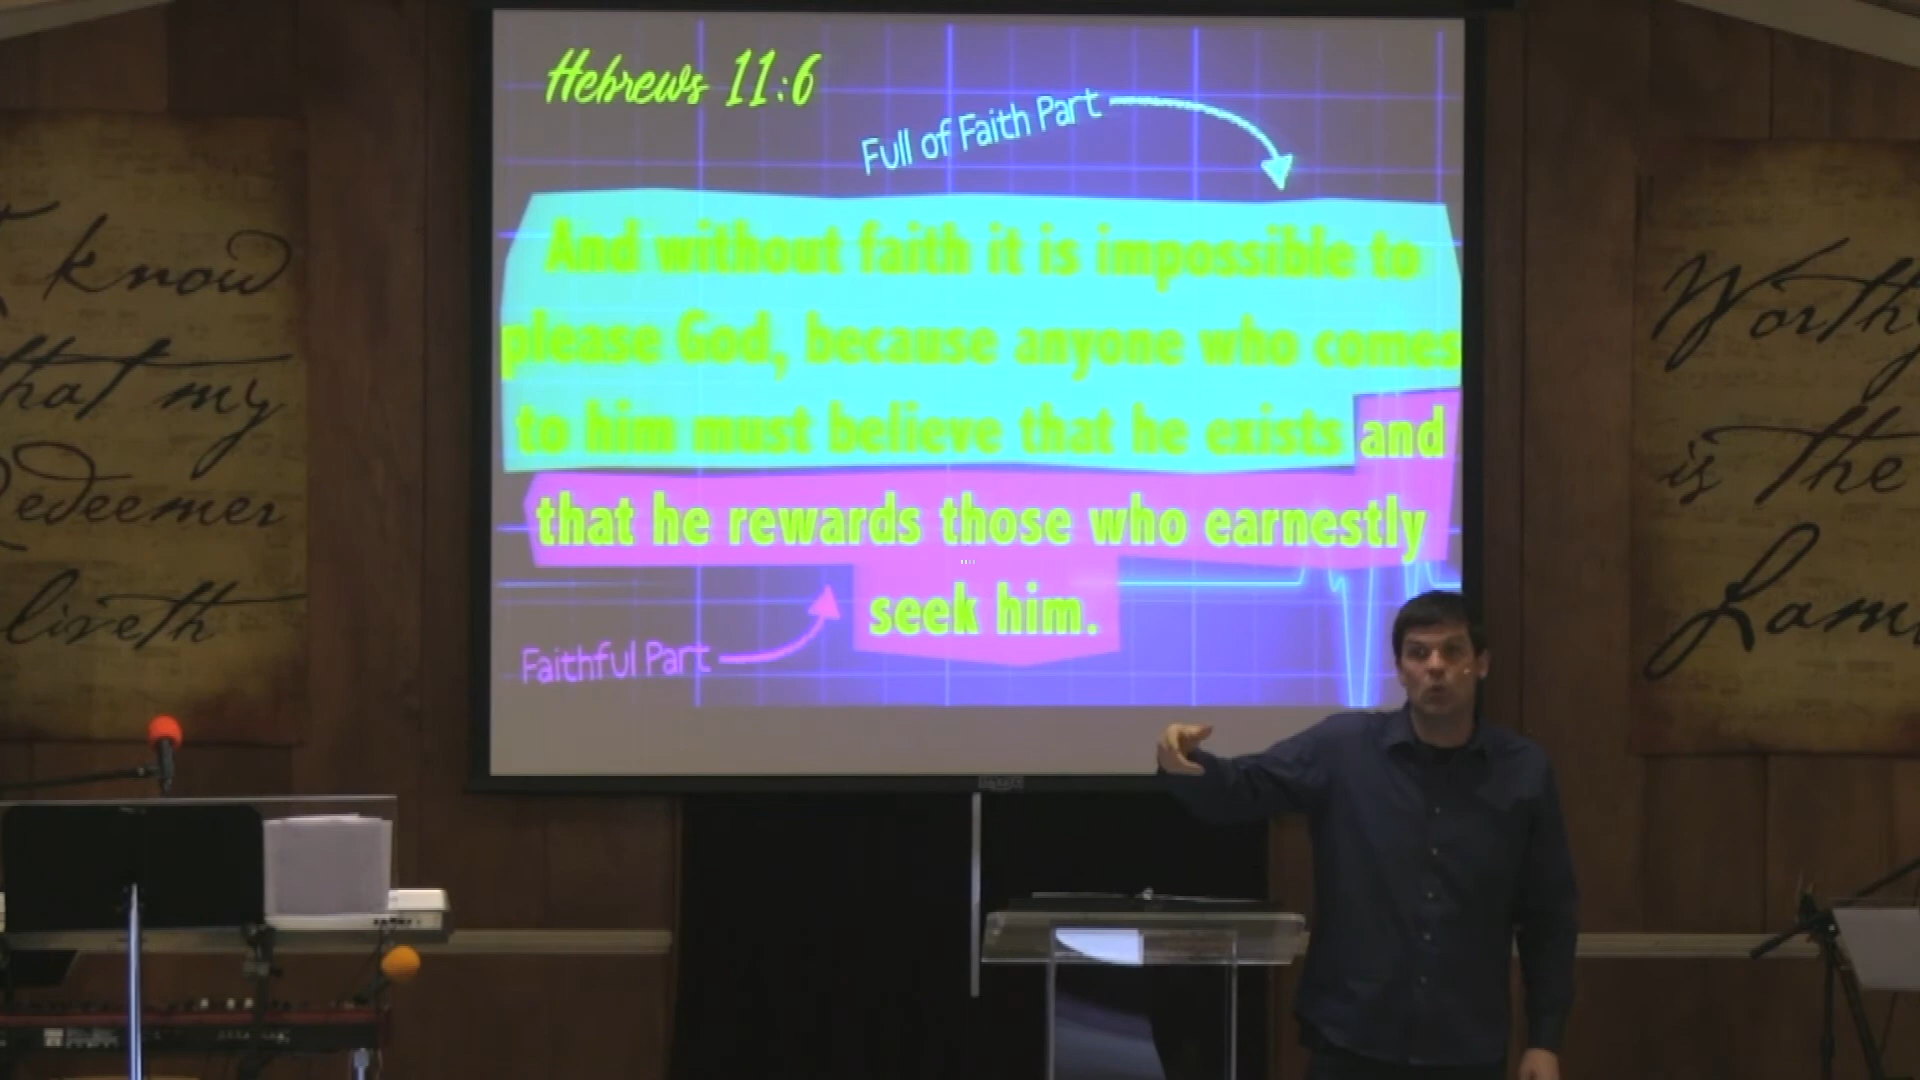 Hebrews 11:6
Full of Faith Part
And without faith it is impossible to
please God, because anyone who comes
to him must believe that he exists and
that he rewards those who earnestly
seek him.
Faithful Part
know
that my
Redeemer
liveth
Worthy
is the
Lam